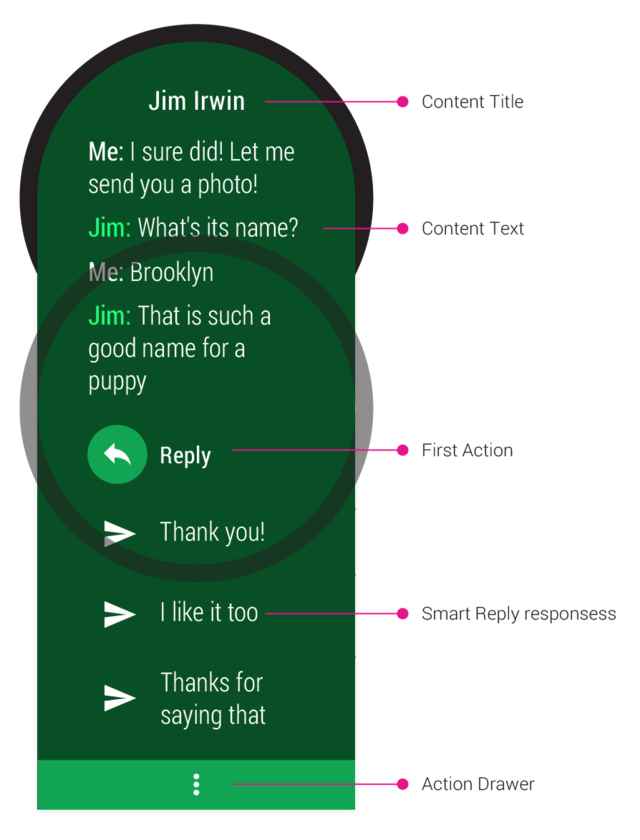 Jim Irwin
Content Title
Me: I sure did! Let me
send you a photo!
Jim: What's its name?
Content Text
Me: Brooklyn
Jim: That is such a
good name for a
puppy
Reply
First Action
Thank you!
I like it too
Smart Reply responsess
Thanks for
saying that
Action Drawer